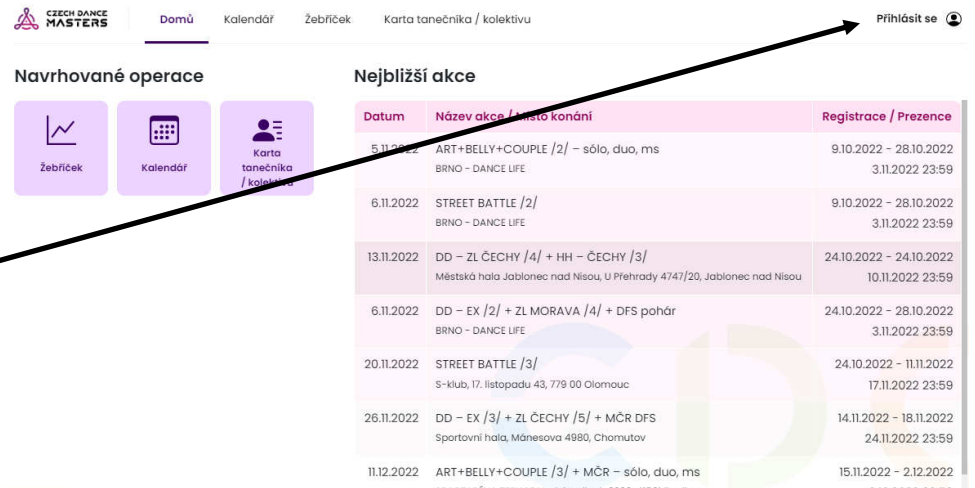 CZECH DANCE
MASTERS
Domů
Kalendář
Žebříček
Karta tanečníka / kolektivu
Přihlásit se
Navrhované operace
Žebříček
Kalendář
Karta
tanečníka
/ kolektivu
Nejbližší akce
Datum Název akce / Místo konání Registrace / Prezence
5.11.2022 ART+BELLY+COUPLE /2/ – sólo, duo, ms 9.10.2022 - 28.10.2022
BRNO - DANCE LIFE 3.11.2022 23:59
6.11.2022 STREET BATTLE /2/ 9.10.2022 - 28.10.2022
BRNO - DANCE LIFE 3.11.2022 23:59
13.11.2022 DD – ZL ČECHY /4/ + HH – ČECHY /3/ 24.10.2022 - 24.10.2022
Městská hala Jablonec nad Nisou, U Přehrady 4747/20, Jablonec nad Nisou 10.11.2022 23:59
6.11.2022 DD – EX /2/ + ZL MORAVA /4/ + DFS pohár 24.10.2022 - 28.10.2022
BRNO - DANCE LIFE 3.11.2022 23:59
20.11.2022 STREET BATTLE /3/ 24.10.2022 - 11.11.2022
S-klub, 17. listopadu 43, 779 00 Olomouc 17.11.2022 23:59
26.11.2022 DD – EX /3/ + ZL ČECHY /5/ + MČR DFS 14.11.2022 - 18.11.2022
Sportovní hala, Mánesova 4980, Chomutov 24.11.2022 23:59
11.12.2022 ART+BELLY+COUPLE /3/ + MČR – sólo, duo, ms 15.11.2022 - 2.12.2022